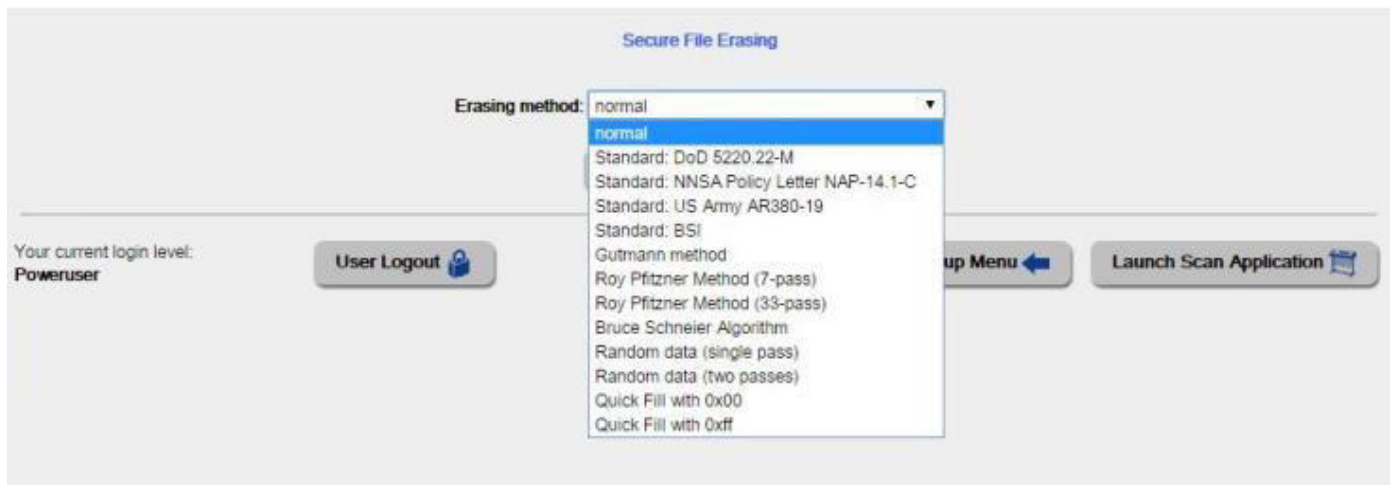 Secure File Erasing
Erasing method: normal
normal
Standard: DoD 5220.22-M
Standard: NNSA Policy Letter NAP-14.1-C
Standard: US Army AR380-19
Standard: BSI
Gutmann method
Roy Pfitzner Method (7-pass)
Roy Pfitzner Method (33-pass)
Bruce Schneier Algorithm
Random data (single pass)
Random data (two passes)
Quick Fill with 0x00
Quick Fill with 0xff
Your current login level:
Poweruser
User Logout
up Menu
Launch Scan Application